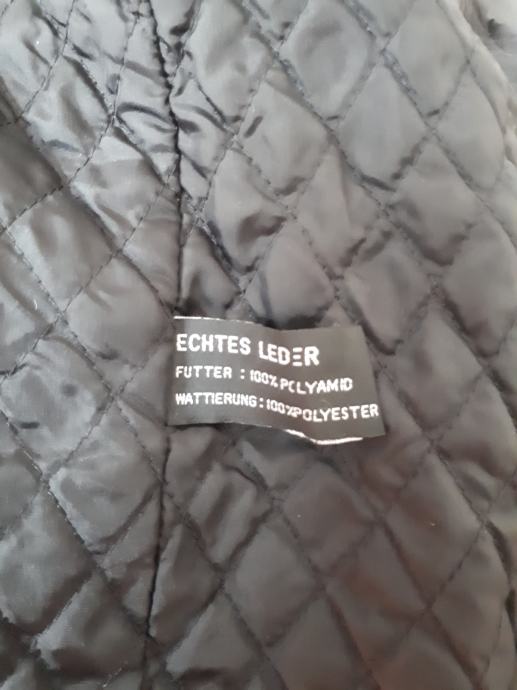 ECHTES LEDER
FUTTER : 100% POLYAMID
WATTIERUNG : 100% POLYESTER